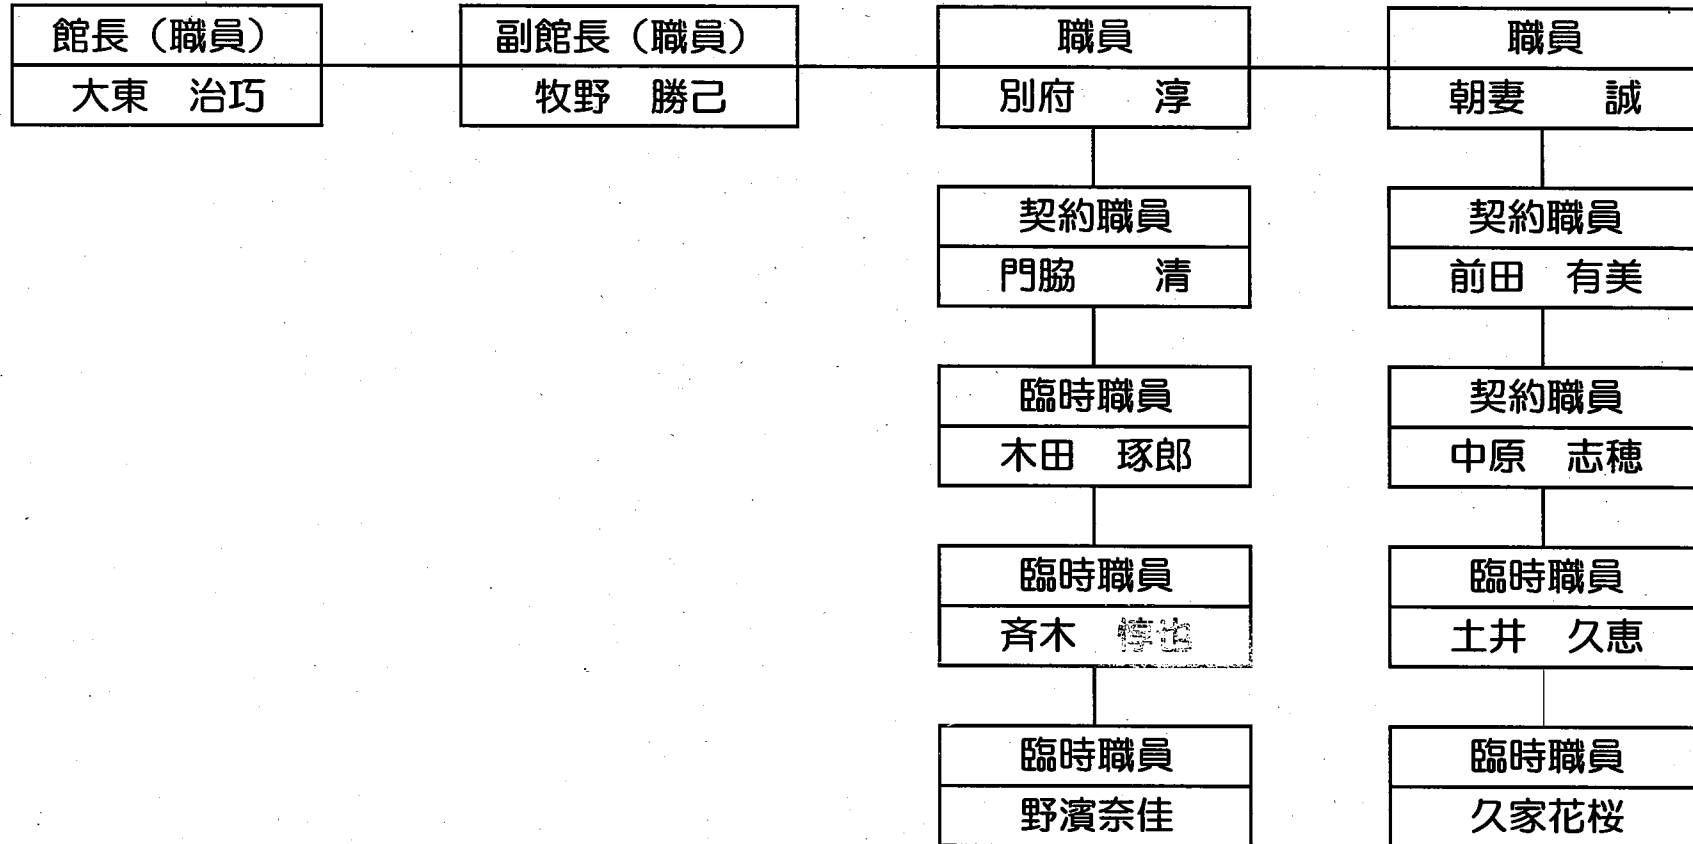 館長（職員）
大東　治巧
副館長（職員）
牧野　勝己
職員
別府　淳
職員
朝妻　誠
契約職員
門脇　清
契約職員
前田　有美
臨時職員
木田　琢郎
契約職員
中原　志穂
臨時職員
斉木　惇也
臨時職員
土井　久恵
臨時職員
野濱奈佳
臨時職員
久家花桜